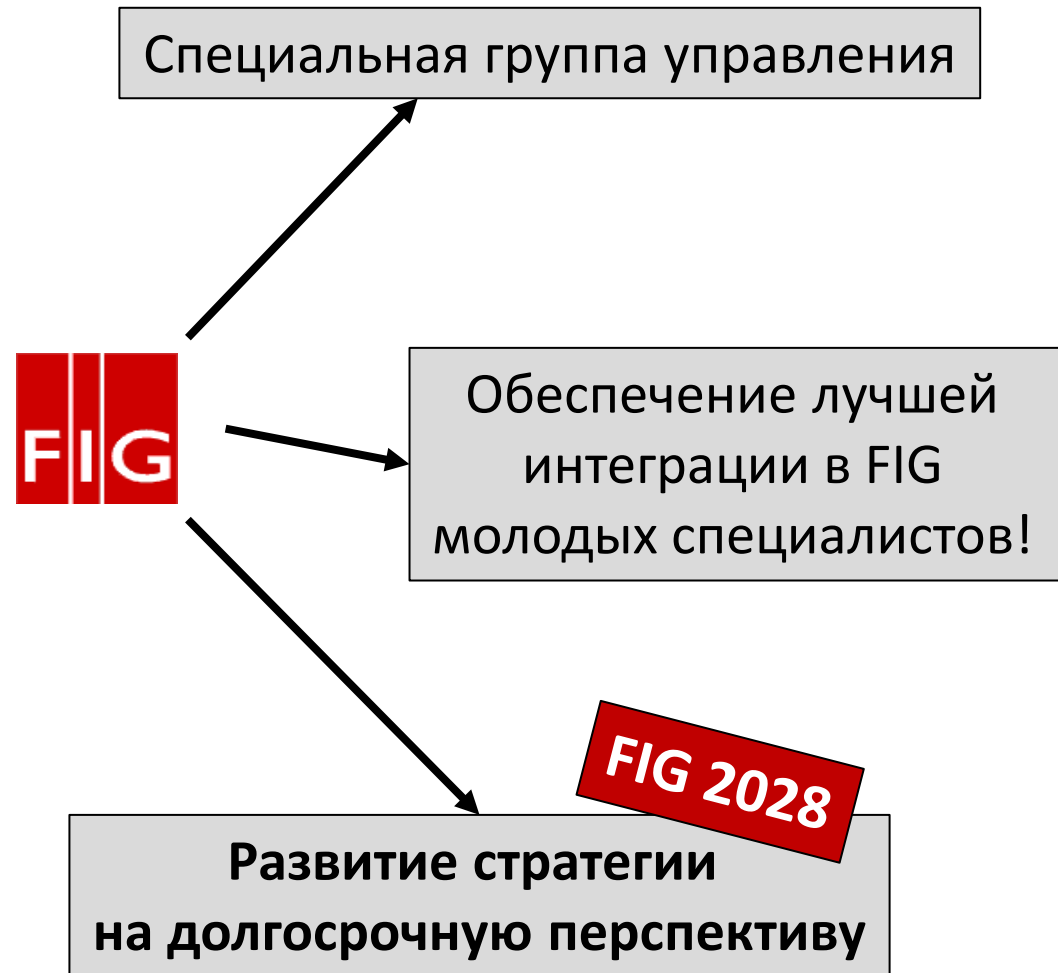 Специальная группа управления
FIG
Обеспечение лучшей
интеграции в FIG
молодых специалистов!
FIG 2028
Развитие стратегии
на долгосрочную перспективу